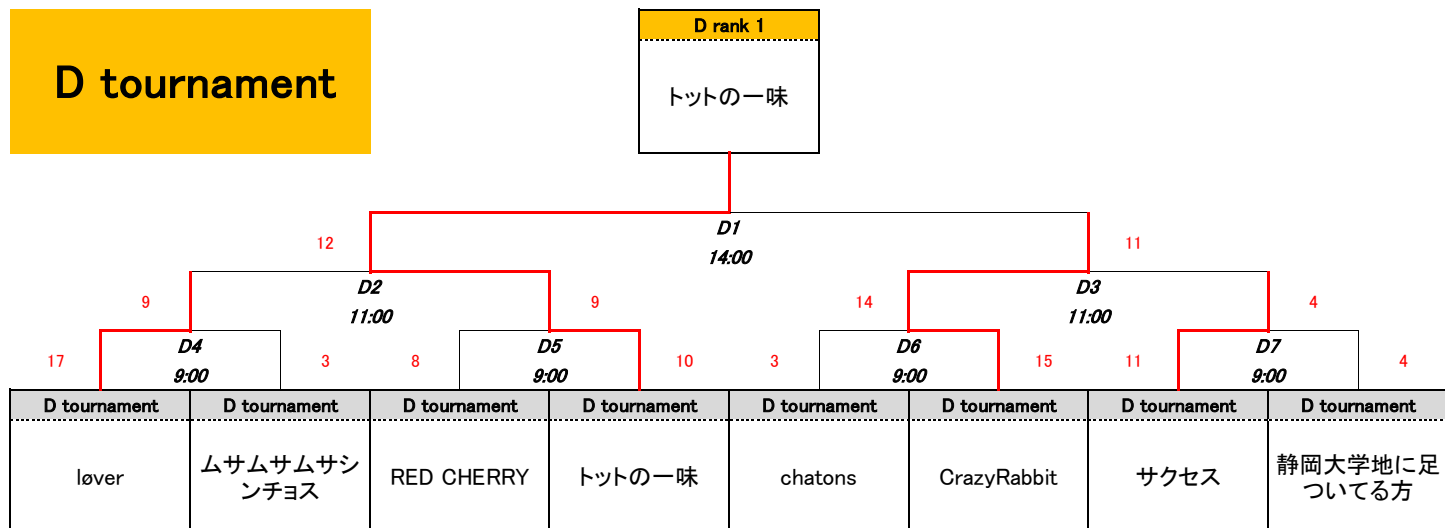 D tournament
D rank 1
トットの一味
D1
12
11
14:00
D2
D3
9
9
14
4
11:00
11:00
D4
D5
D6
D7
17
3
8
10
3
15
11
4
9:00
9:00
9:00
9:00
D tournament
D tournament
D tournament
D tournament
D tournament
D tournament
D tournament
D tournament
løver
ムサムサムサシ
ンチョス
RED CHERRY
トットの一味
chatons
CrazyRabbit
サクセス
静岡大学地に足
ついてる方